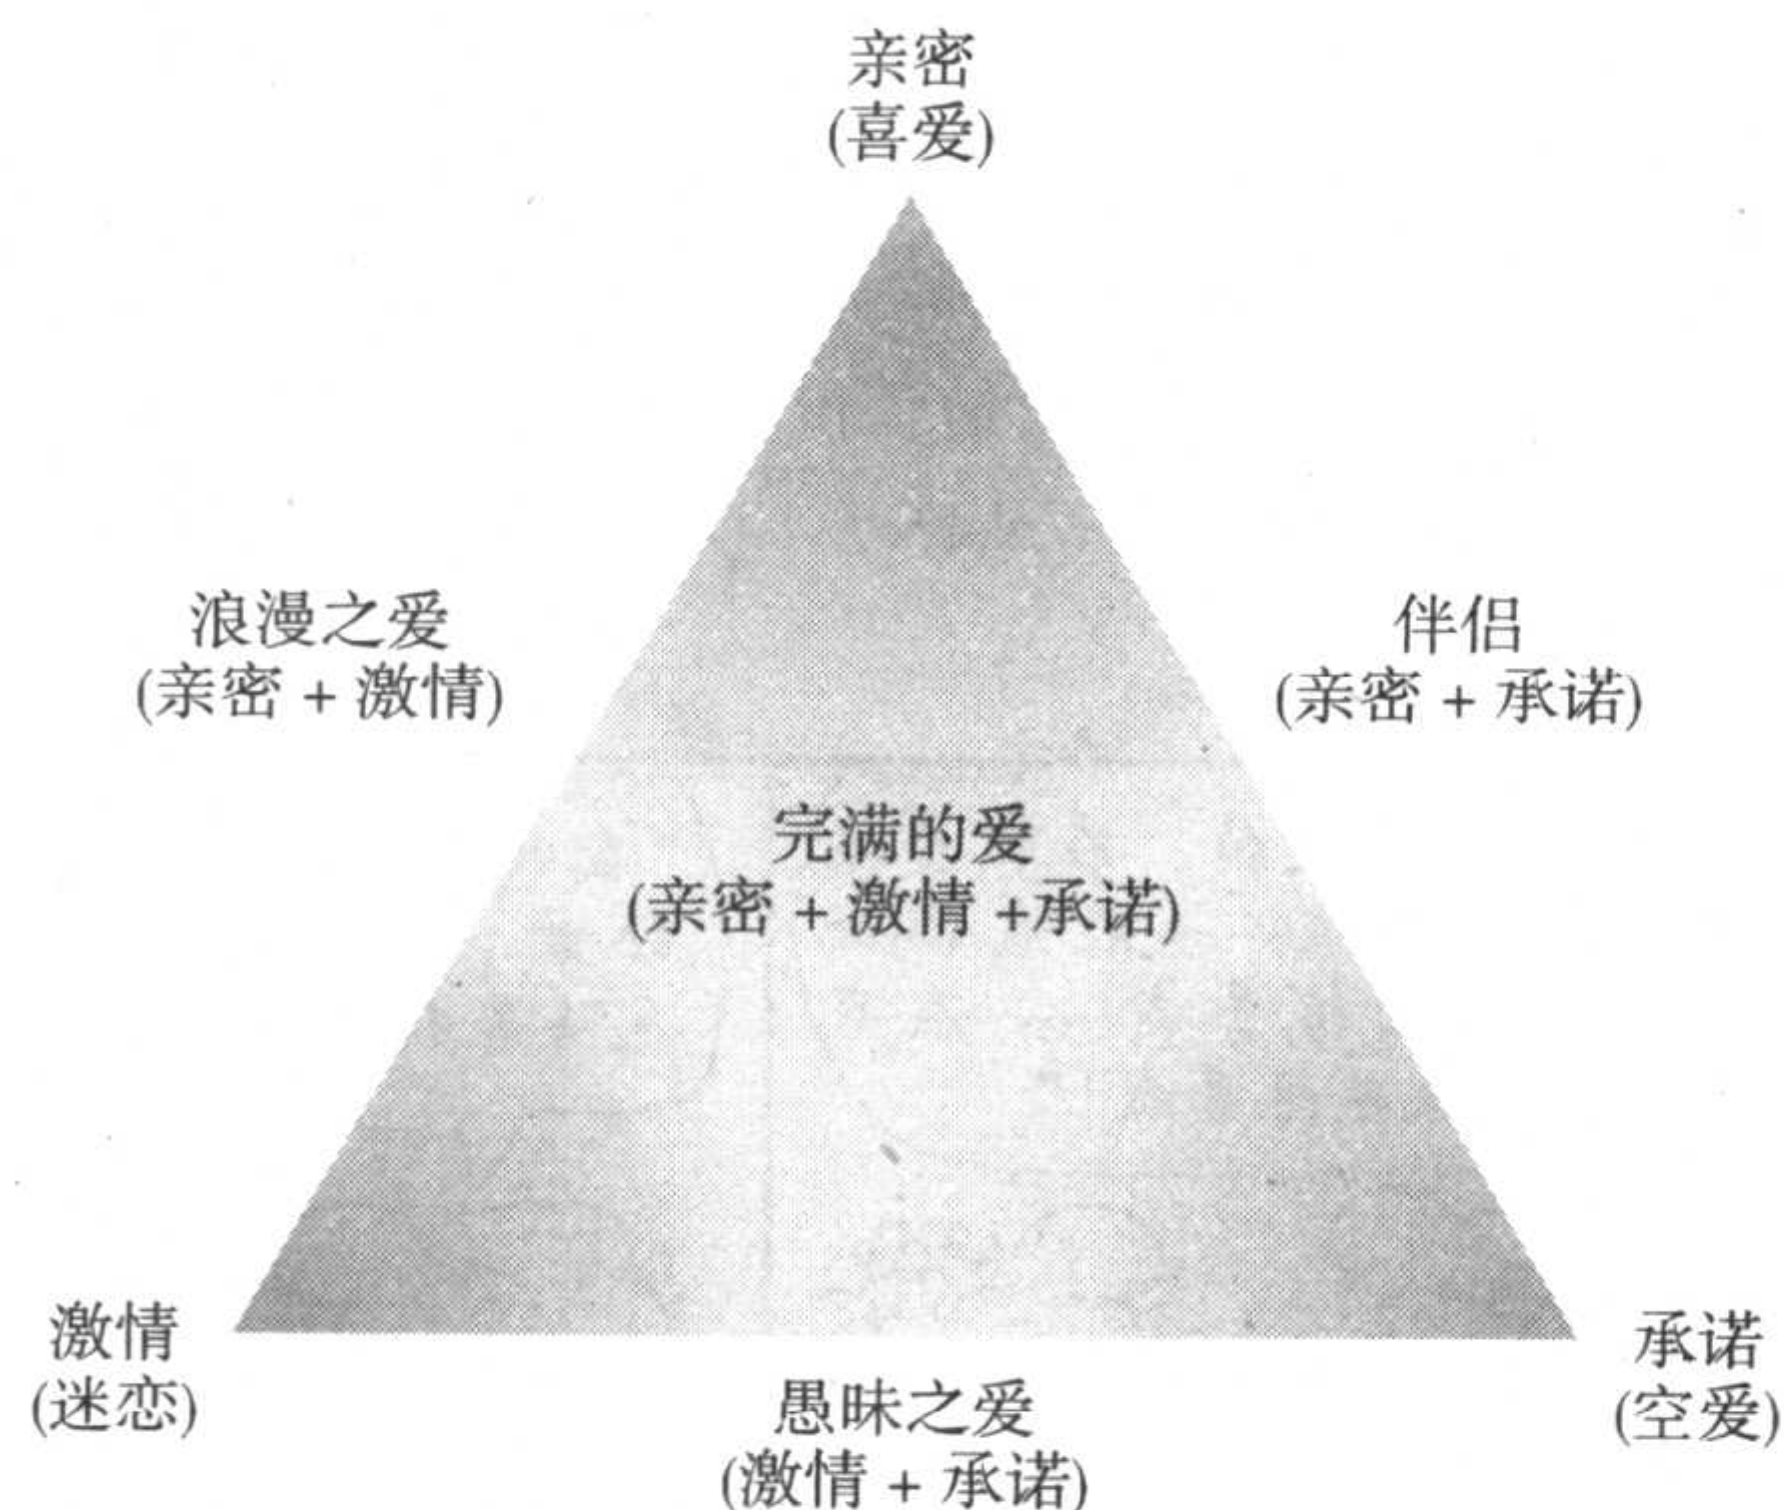 亲密
(喜爱)
浪漫之爱
(亲密 + 激情)
伴侣
(亲密 + 承诺)
完满的爱
(亲密 + 激情 +承诺)
激情
(迷恋)
愚昧之爱
(激情 + 承诺)
承诺
(空爱)